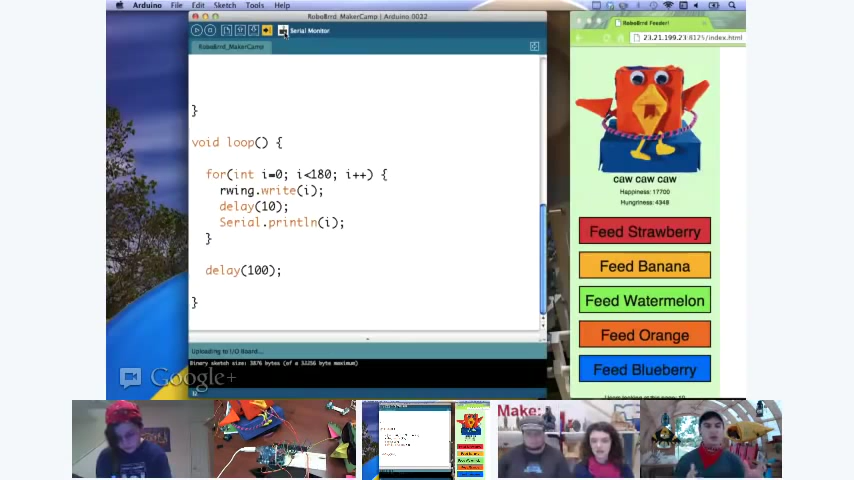 Arduino File Edit Sketch Tools Help
RoboBrrd_MakerCamp | Arduino 0022
Serial Monitor
RoboBrrd_MakerCamp
}
void loop() {
for(int i=0; i<180; i++) {
rwing.write(i);
delay(10);
Serial.println(i);
}
delay(100);
}
Uploading to I/O Board...
Binary sketch size: 3876 bytes (of a 32256 byte maximum)
RoboBrrd Feeder!
23.21.199.23:8125/index.html
caw caw caw
Happiness: 17700
Hungriness: 4348
Feed Strawberry
Feed Banana
Feed Watermelon
Feed Orange
Feed Blueberry
Google+
Make: